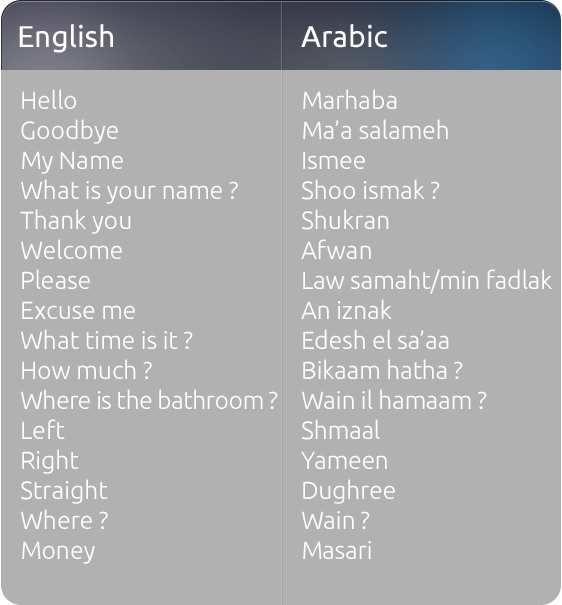 English Arabic
Hello Marhaba
Goodbye Ma’a salameh
My Name Ismee
What is your name ? Shoo ismak ?
Thank you Shukran
Welcome Afwan
Please Law samaht/min fadlak
Excuse me An iznak
What time is it ? Edesh el sa’aa
How much ? Bikaam hatha ?
Where is the bathroom ? Wain il hamaam ?
Left Shmaal
Right Yameen
Straight Dughree
Where ? Wain ?
Money Masari